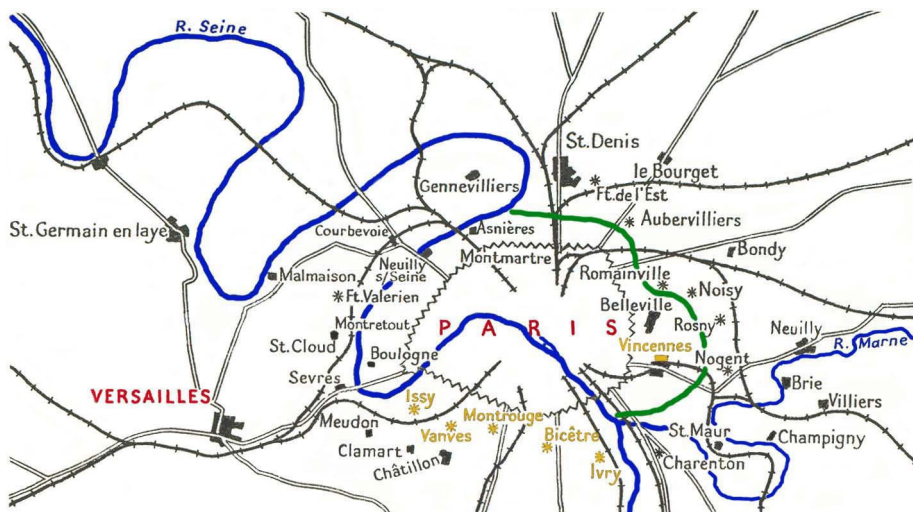 R. Seine
St. Denis
le Bourget
Gennevilliers
Ft. de l'Est
Aubervilliers
St. Germain en laye
Courbevoie
Asnières
Bondy
Neuilly
s/Seine
Montmartre
Malmaison
Romainville
Ft. Valerien
Noisy
Belleville
Montretout
PARIS
Rosny
Neuilly
St. Cloud
R. Marne
Boulogne
Vincennes
Nogent
Sevres
Brie
VERSAILLES
Issy
Villiers
Montrouge
Meudon
Vanves
Bicêtre
St. Maur
Champigny
Clamart
Châtillon
Ivry
Charenton